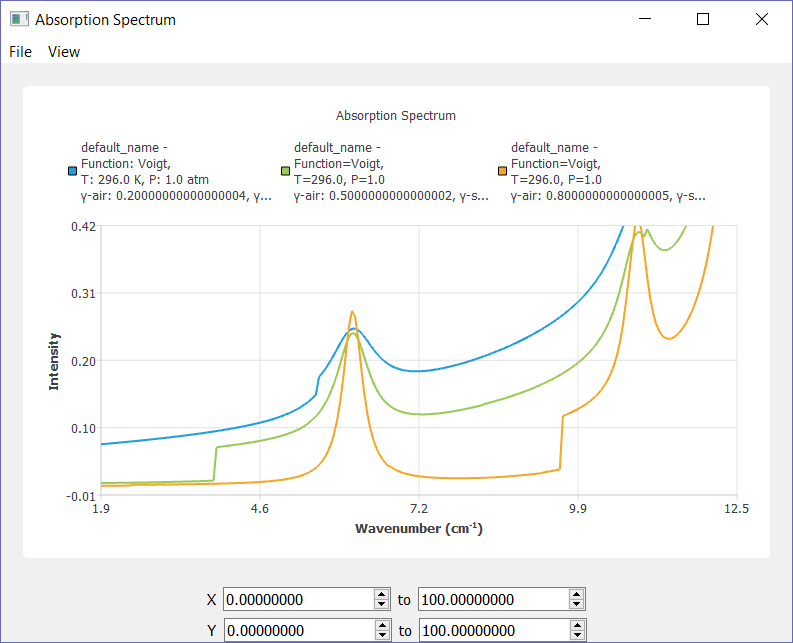 Absorption Spectrum
File View
Absorption Spectrum
default_name -
Function: Voigt,
T: 296.0 K, P: 1.0 atm
γ-air: 0.20000000000000004, γ...
default_name -
Function=Voigt,
T=296.0, P=1.0
γ-air: 0.5000000000000002, γ-s...
default_name -
Function=Voigt,
T=296.0, P=1.0
γ-air: 0.8000000000000005, γ-s...
0.42
0.31
0.20
0.10
-0.01
Intensity
1.9 4.6 7.2 9.9 12.5
Wavenumber (cm⁻¹)
X 0.00000000 to 100.00000000
Y 0.00000000 to 100.00000000